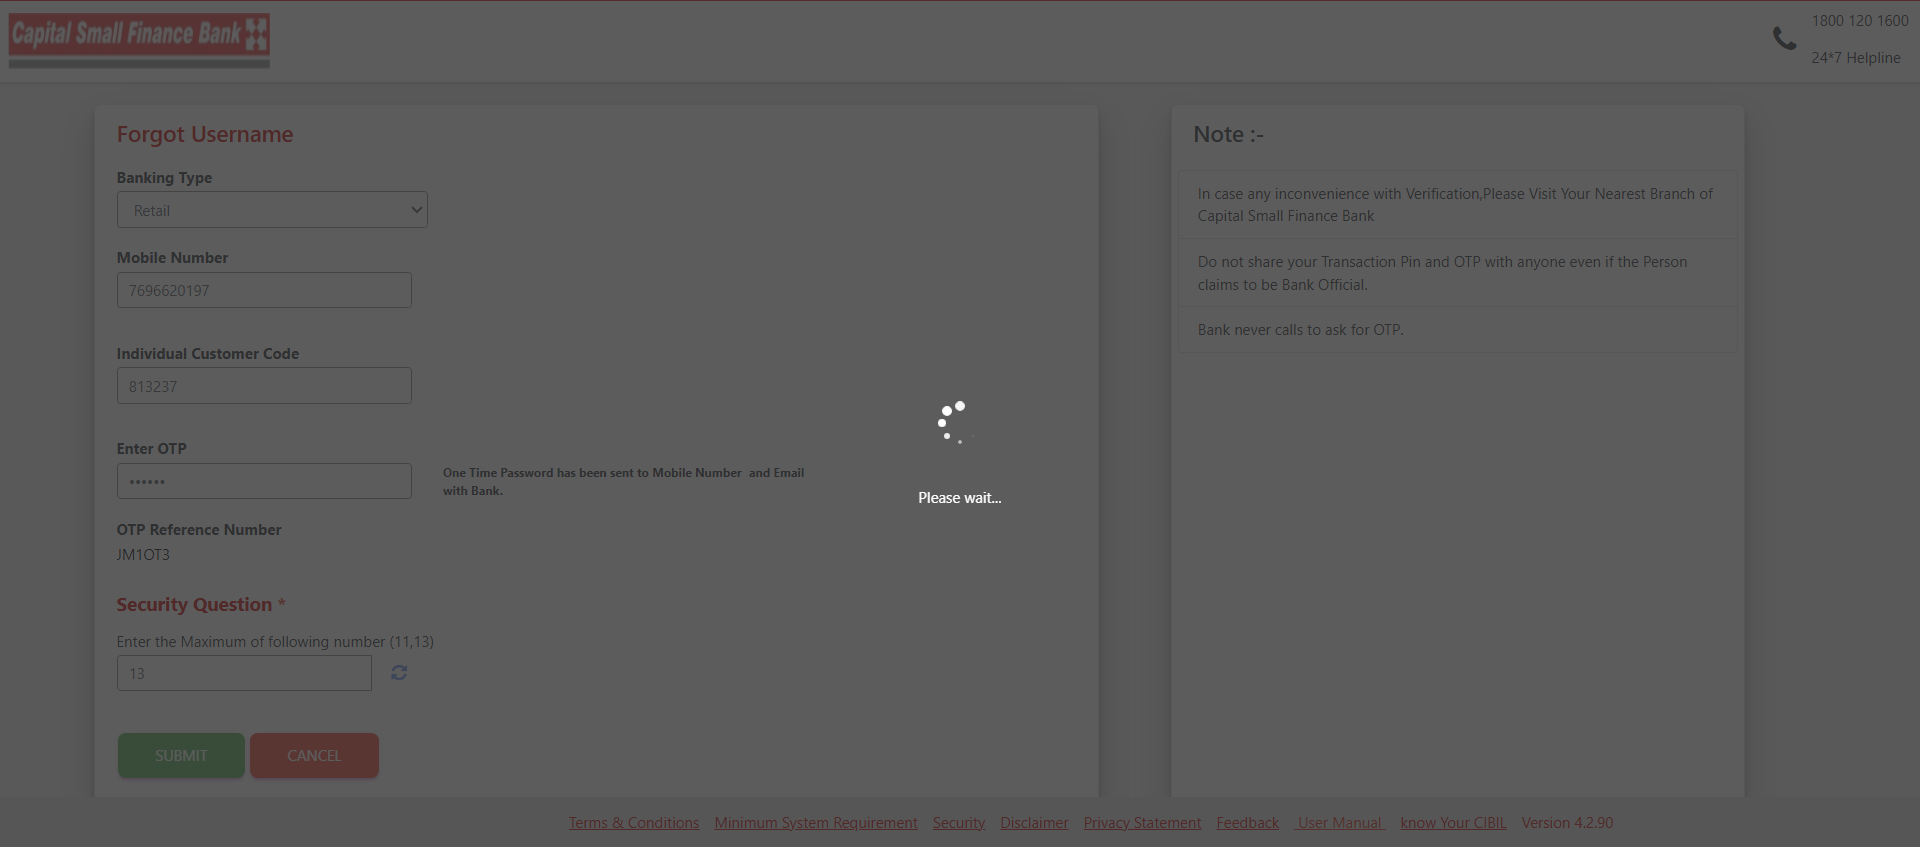 Capital Small Finance Bank
1800 120 1600
24*7 Helpline
Forgot Username
Banking Type
Retail
Mobile Number
7696620197
Individual Customer Code
813237
Enter OTP
••••••
One Time Password has been sent to Mobile Number and Email
with Bank.
OTP Reference Number
JM1OT3
Security Question *
Enter the Maximum of following number (11,13)
13
SUBMIT CANCEL
Note :-
In case any inconvenience with Verification,Please Visit Your Nearest Branch of
Capital Small Finance Bank
Do not share your Transaction Pin and OTP with anyone even if the Person
claims to be Bank Official.
Bank never calls to ask for OTP.
Please wait...
Terms & Conditions Minimum System Requirement Security Disclaimer Privacy Statement Feedback User Manual know Your CIBIL Version 4.2.90